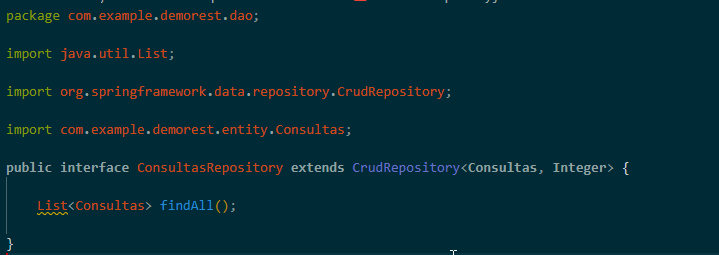 package com.example.demorest.dao;
import java.util.List;
import org.springframework.data.repository.CrudRepository;
import com.example.demorest.entity.Consultas;
public interface ConsultasRepository extends CrudRepository<Consultas, Integer> {
List<Consultas> findAll();
}